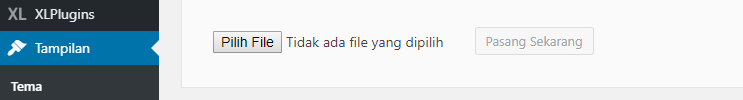 XL XLPlugins
Tampilan
Pilih File Tidak ada file yang dipilih Pasang Sekarang
Tema